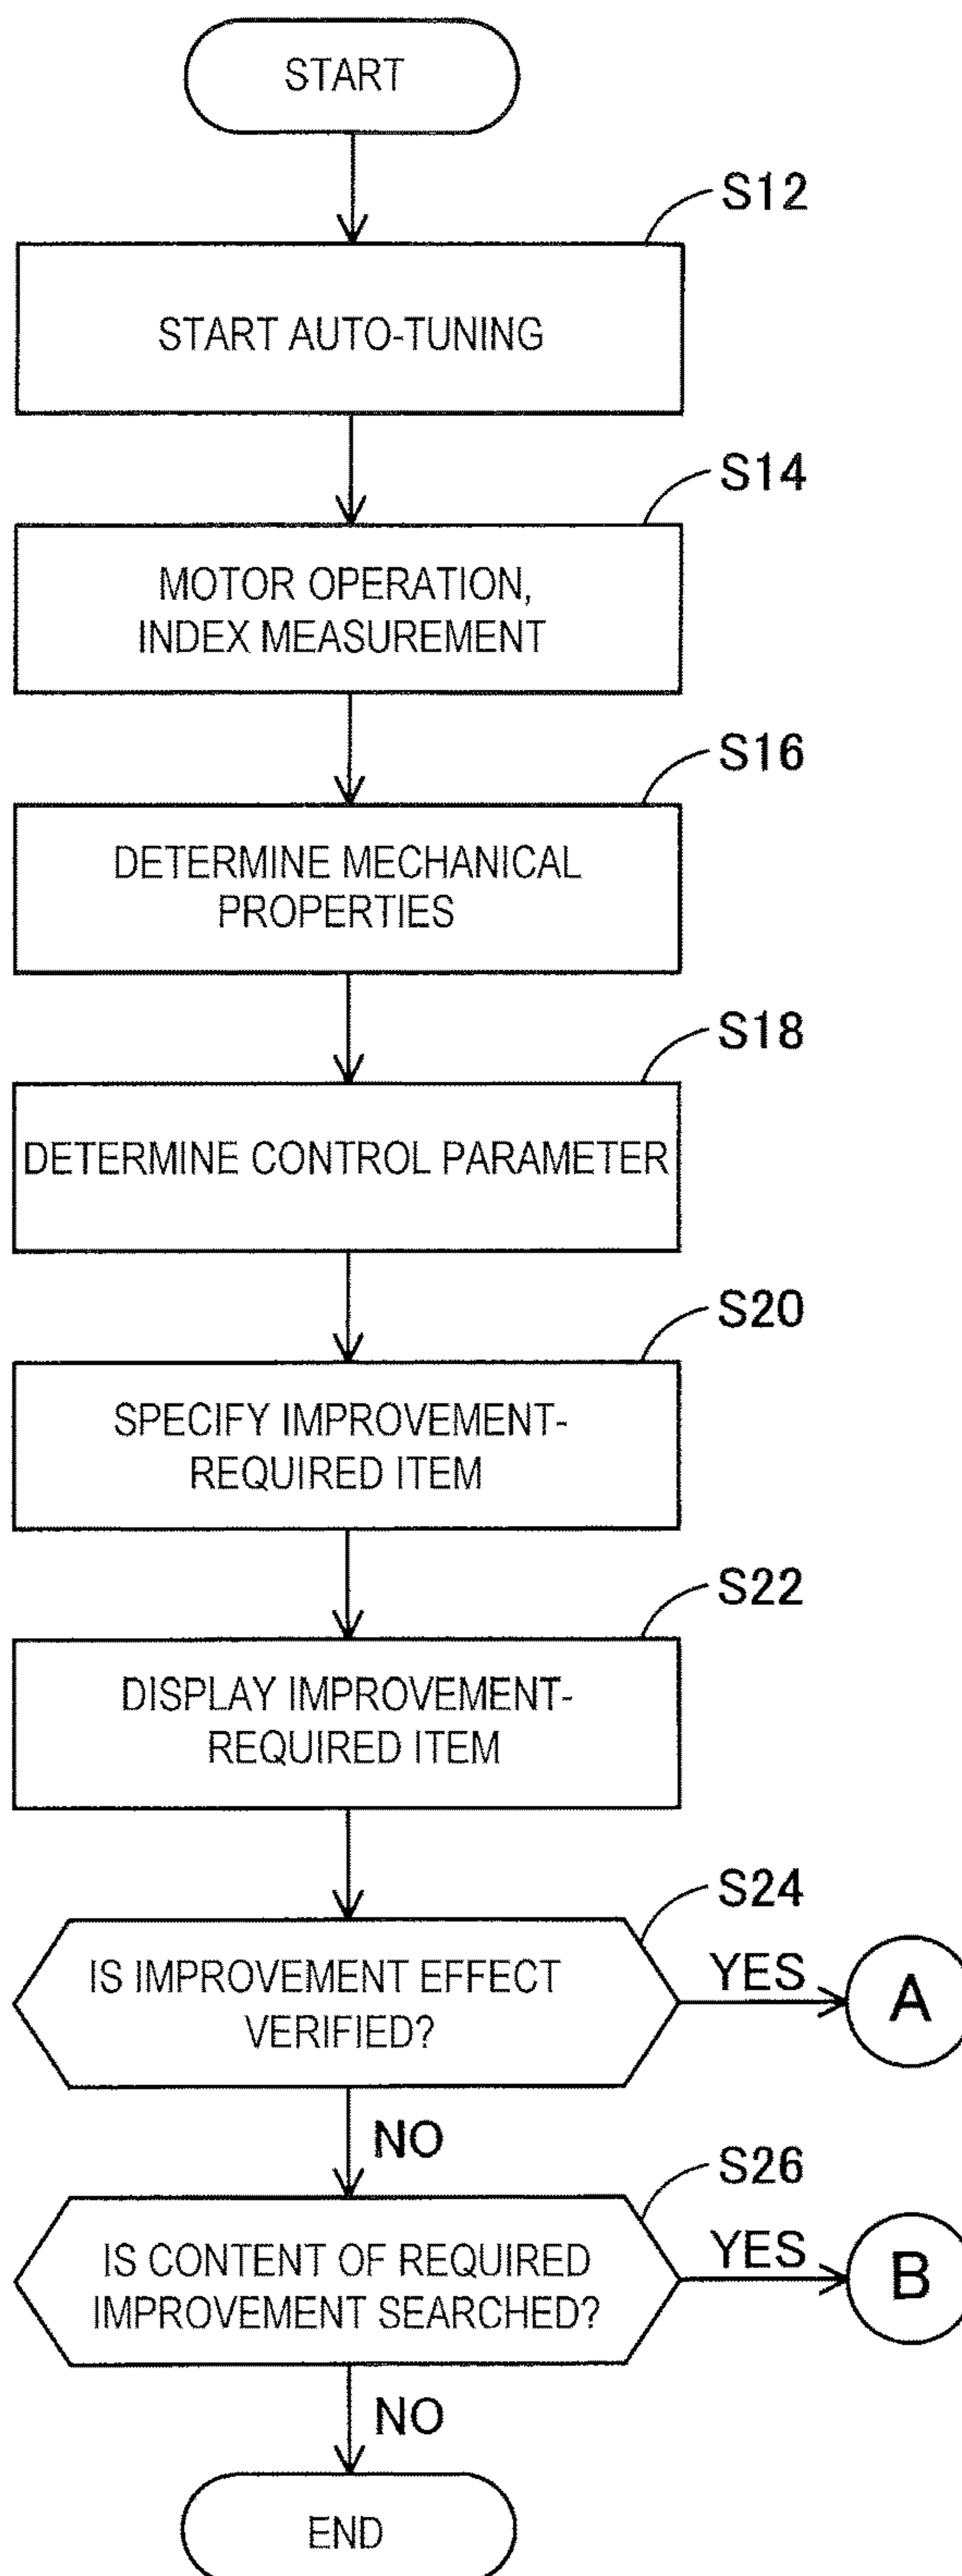 START
S12
START AUTO-TUNING
S14
MOTOR OPERATION,
INDEX MEASUREMENT
S16
DETERMINE MECHANICAL
PROPERTIES
S18
DETERMINE CONTROL PARAMETER
S20
SPECIFY IMPROVEMENT-
REQUIRED ITEM
S22
DISPLAY IMPROVEMENT-
REQUIRED ITEM
S24
IS IMPROVEMENT EFFECT
VERIFIED?
YES
A
NO
S26
IS CONTENT OF REQUIRED
IMPROVEMENT SEARCHED?
YES
B
NO
END